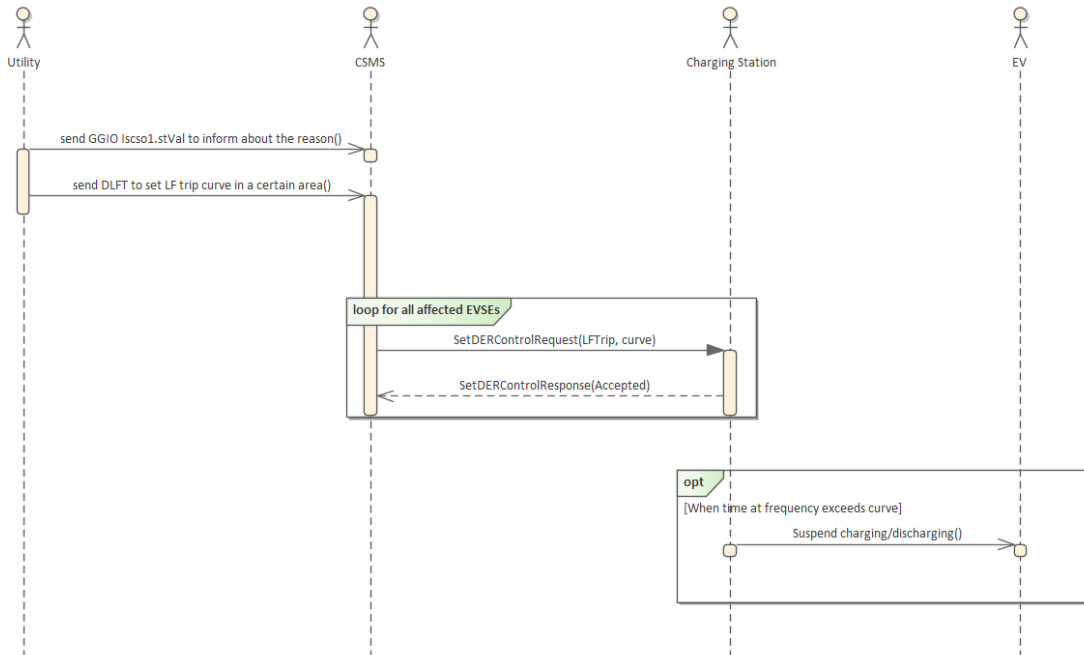 Utility
CSMS
Charging Station
EV
send GGIO Iscso1.stVal to inform about the reason()
send DLFT to set LF trip curve in a certain area()
loop for all affected EVSEs
SetDERControlRequest(LFTrip, curve)
SetDERControlResponse(Accepted)
opt
[When time at frequency exceeds curve]
Suspend charging/discharging()